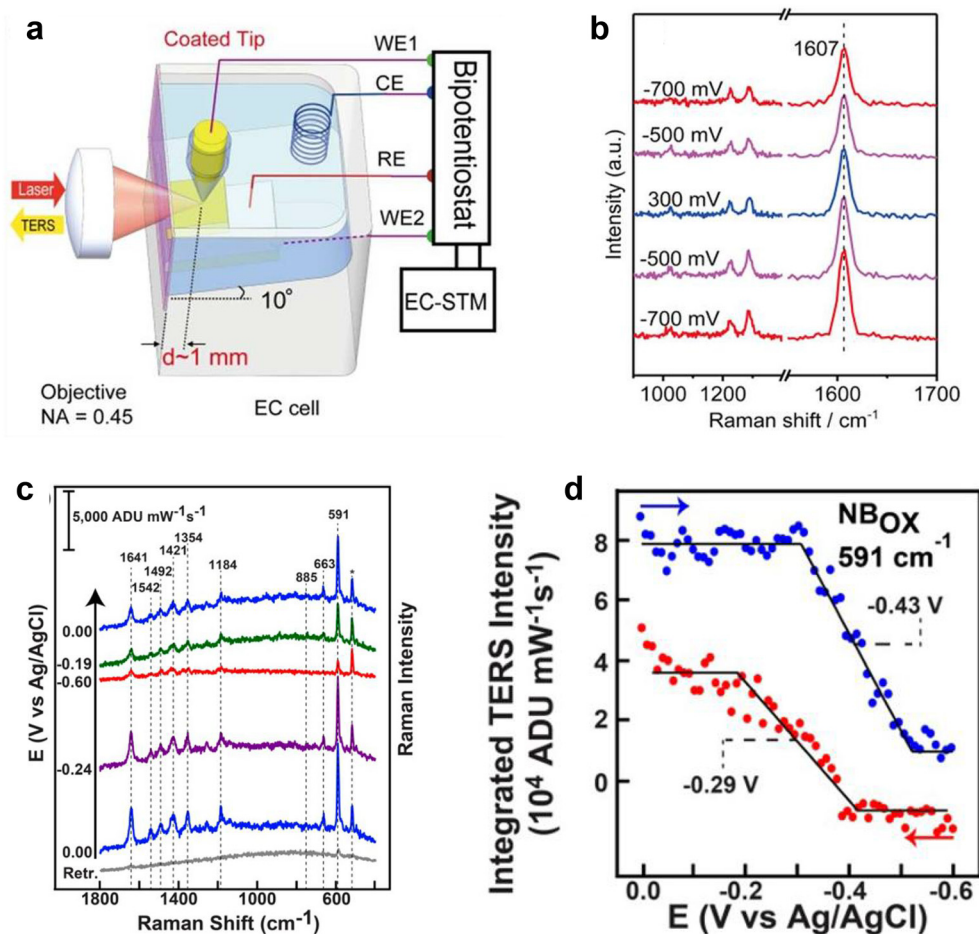 a
Coated Tip
WE1
CE
RE
WE2
Bipotentiostat
EC-STM
Laser
TERS
10°
d~1 mm
Objective
NA = 0.45
EC cell
b
1607
-700 mV
-500 mV
300 mV
-500 mV
-700 mV
Intensity (a.u.)
1000 1200 1600 1700
Raman shift / cm⁻¹
c
5,000 ADU mW⁻¹s⁻¹
1641
1542
1492
1421
1354
1184
885
663
591
*
0.00
-0.19
-0.60
-0.24
0.00
Retr.
E (V vs Ag/AgCl)
Raman Intensity
1800 1400 1000 600
Raman Shift (cm⁻¹)
d
NBOX
591 cm⁻¹
-0.43 V
-0.29 V
Integrated TERS Intensity
(10⁴ ADU mW⁻¹s⁻¹)
8
6
4
2
0
0.0 -0.2 -0.4 -0.6
E (V vs Ag/AgCl)